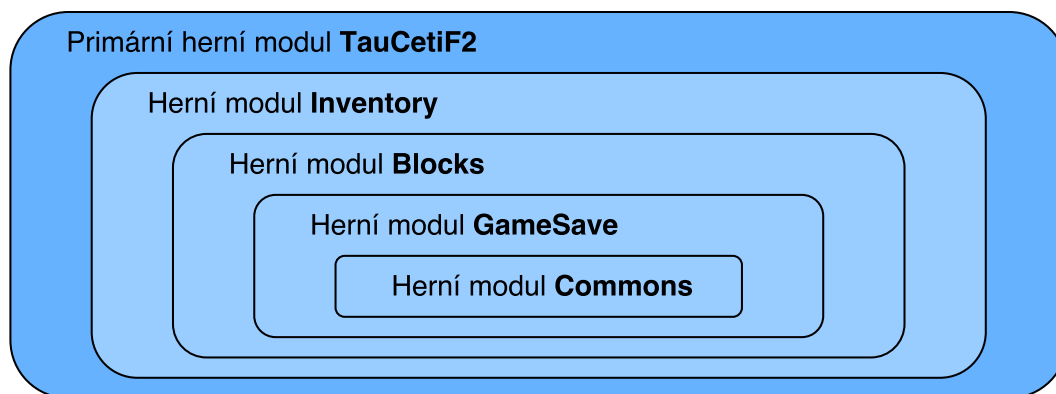 Primární herní modul TauCetiF2
Herní modul Inventory
Herní modul Blocks
Herní modul GameSave
Herní modul Commons